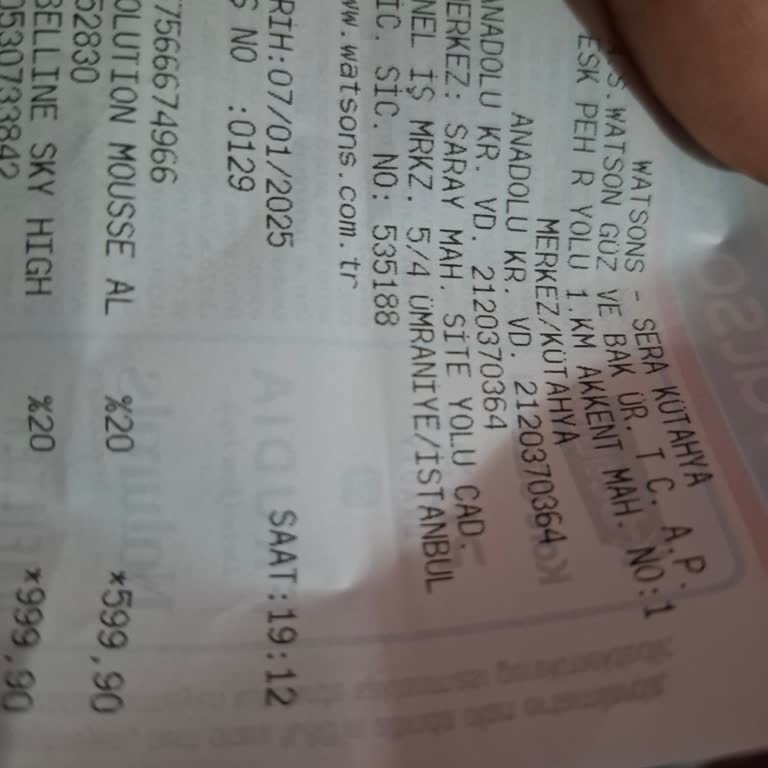 WATSONS - SERA KÜTAHYA
.S.WATSON GÜZ VE BAK ÜR. T C. A.P.
ESK PEH R YOLU 1.KM AKKENT MAH. NO:1
MERKEZ/KÜTAHYA
ANADOLU KR. VD. 2120370364
ANADOLU KR. VD. 2120370364
MERKEZ: SARAY MAH. SİTE YOLU CAD.
NEL İŞ MRKZ. 5/4 ÜMRANİYE/İSTANBUL
İC. SİC. NO: 535188
ww.watsons.com.tr
RİH:07/01/2025 SAAT:19:12
Ş NO :0129
7566674966
OLUTION MOUSSE AL %20 *599,90
52830
BELLINE SKY HIGH %20 *999,90
0530733842